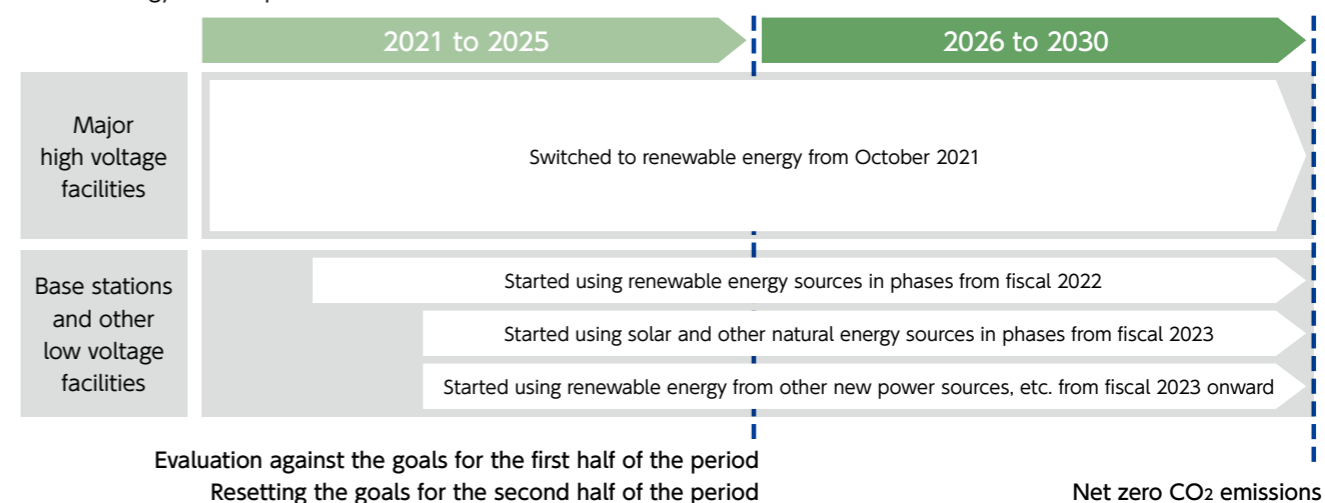 2021 to 2025
2026 to 2030
Major
high voltage
facilities
Switched to renewable energy from October 2021
Base stations
and other
low voltage
facilities
Started using renewable energy sources in phases from fiscal 2022
Started using solar and other natural energy sources in phases from fiscal 2023
Started using renewable energy from other new power sources, etc. from fiscal 2023 onward
Evaluation against the goals for the first half of the period
Resetting the goals for the second half of the period
Net zero CO2 emissions